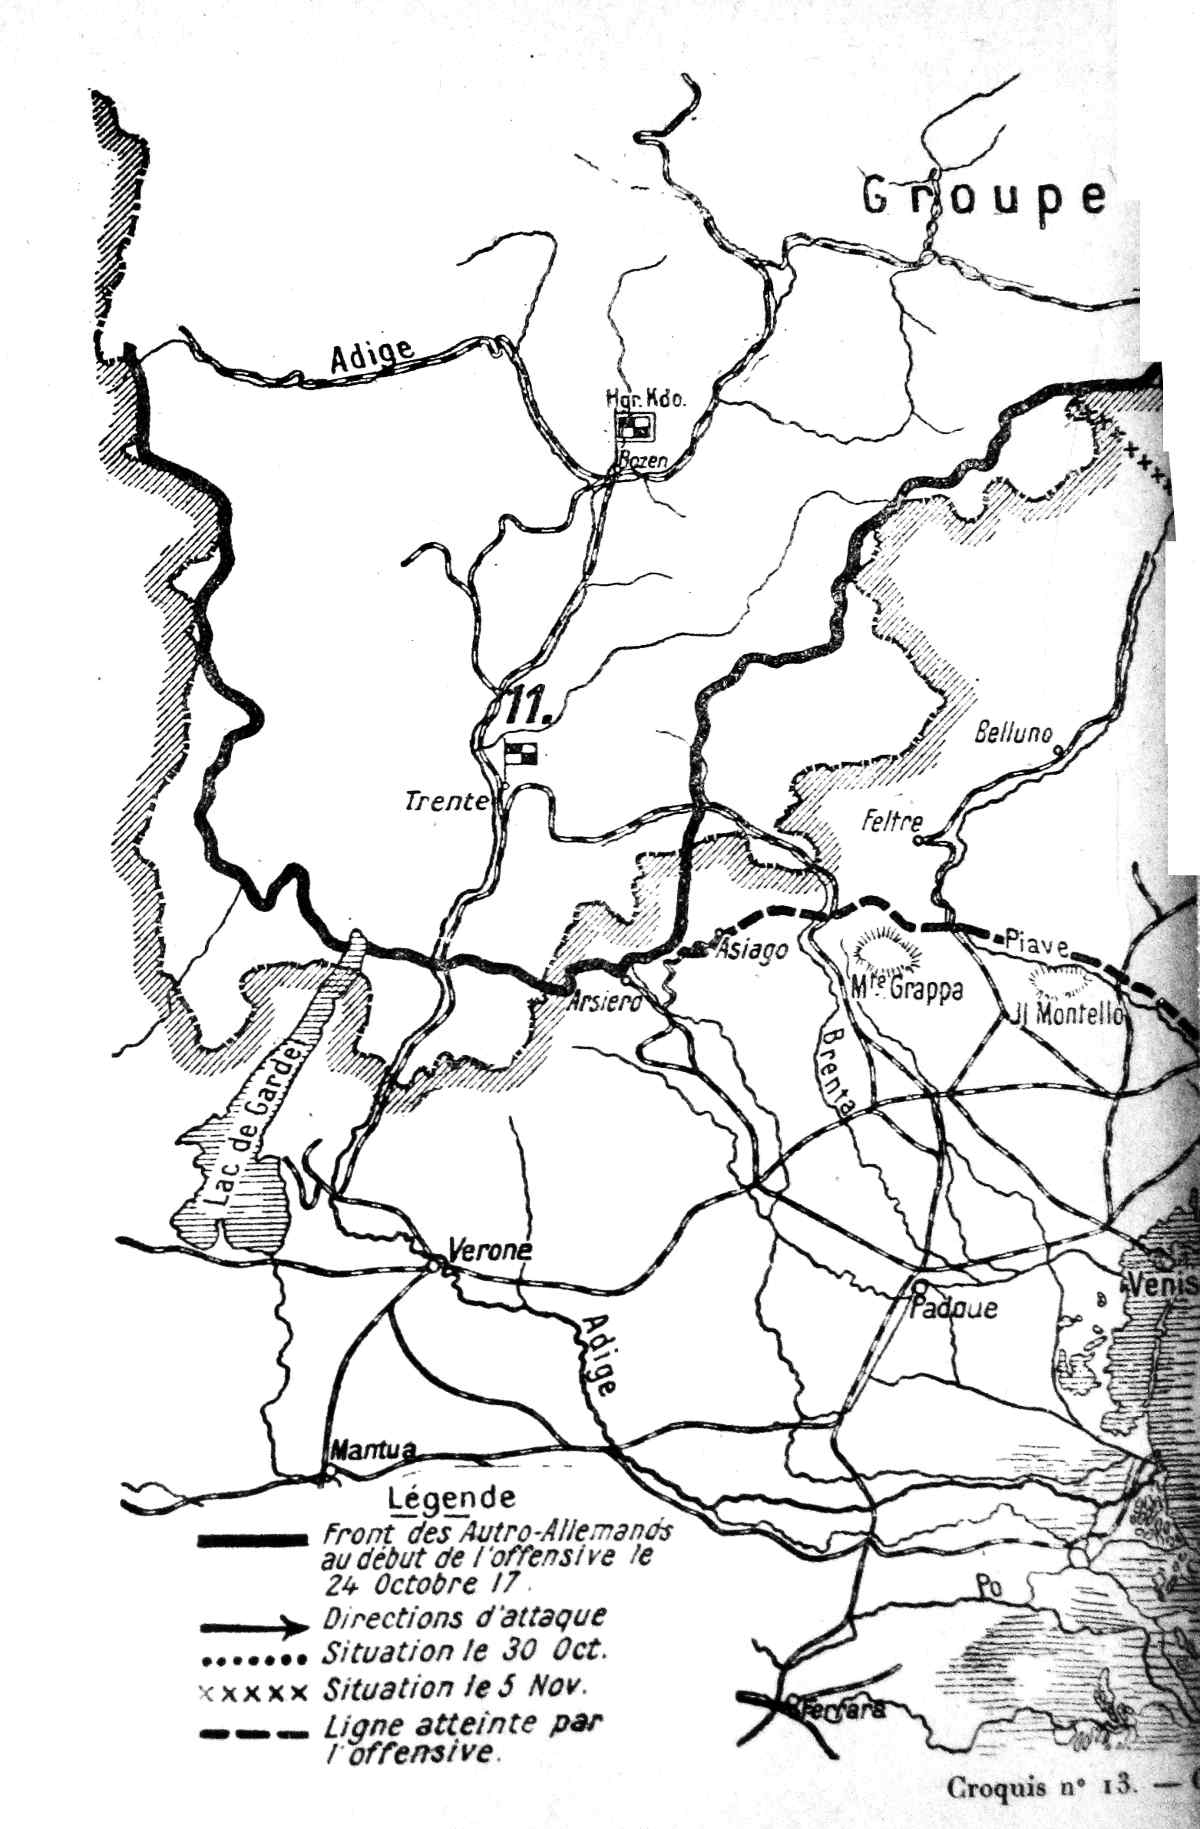 Groupe
Adige
Hgr. Kdo.
Bozen
11.
Trente
Belluno
Feltre
Piave
Asiago
Mte Grappa
Il Montello
Arsiero
Brenta
Lac de Garde
Verone
Venis
Padoue
Adige
Mantua
Légende
Front des Autro-Allemands
au début de l'offensive le
24 Octobre 17.
Directions d'attaque
Situation le 30 Oct.
Situation le 5 Nov.
Ligne atteinte par
l'offensive.
Po
Ferrara
Croquis n° 13. —